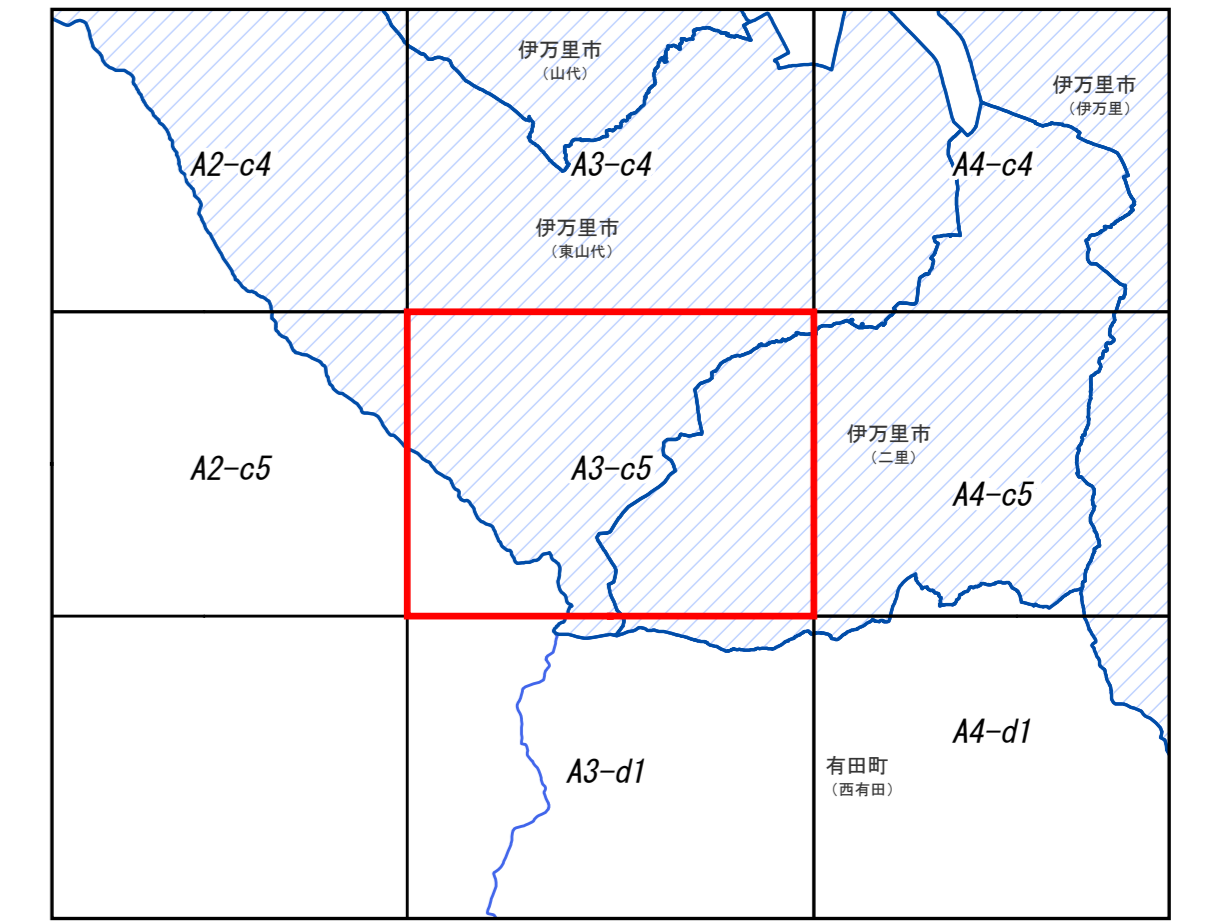 伊万里市
（山代）
伊万里市
（伊万里）
A2-c4
A3-c4
A4-c4
伊万里市
（東山代）
伊万里市
（二里）
A2-c5
A3-c5
A4-c5
A3-d1
A4-d1
有田町
（西有田）